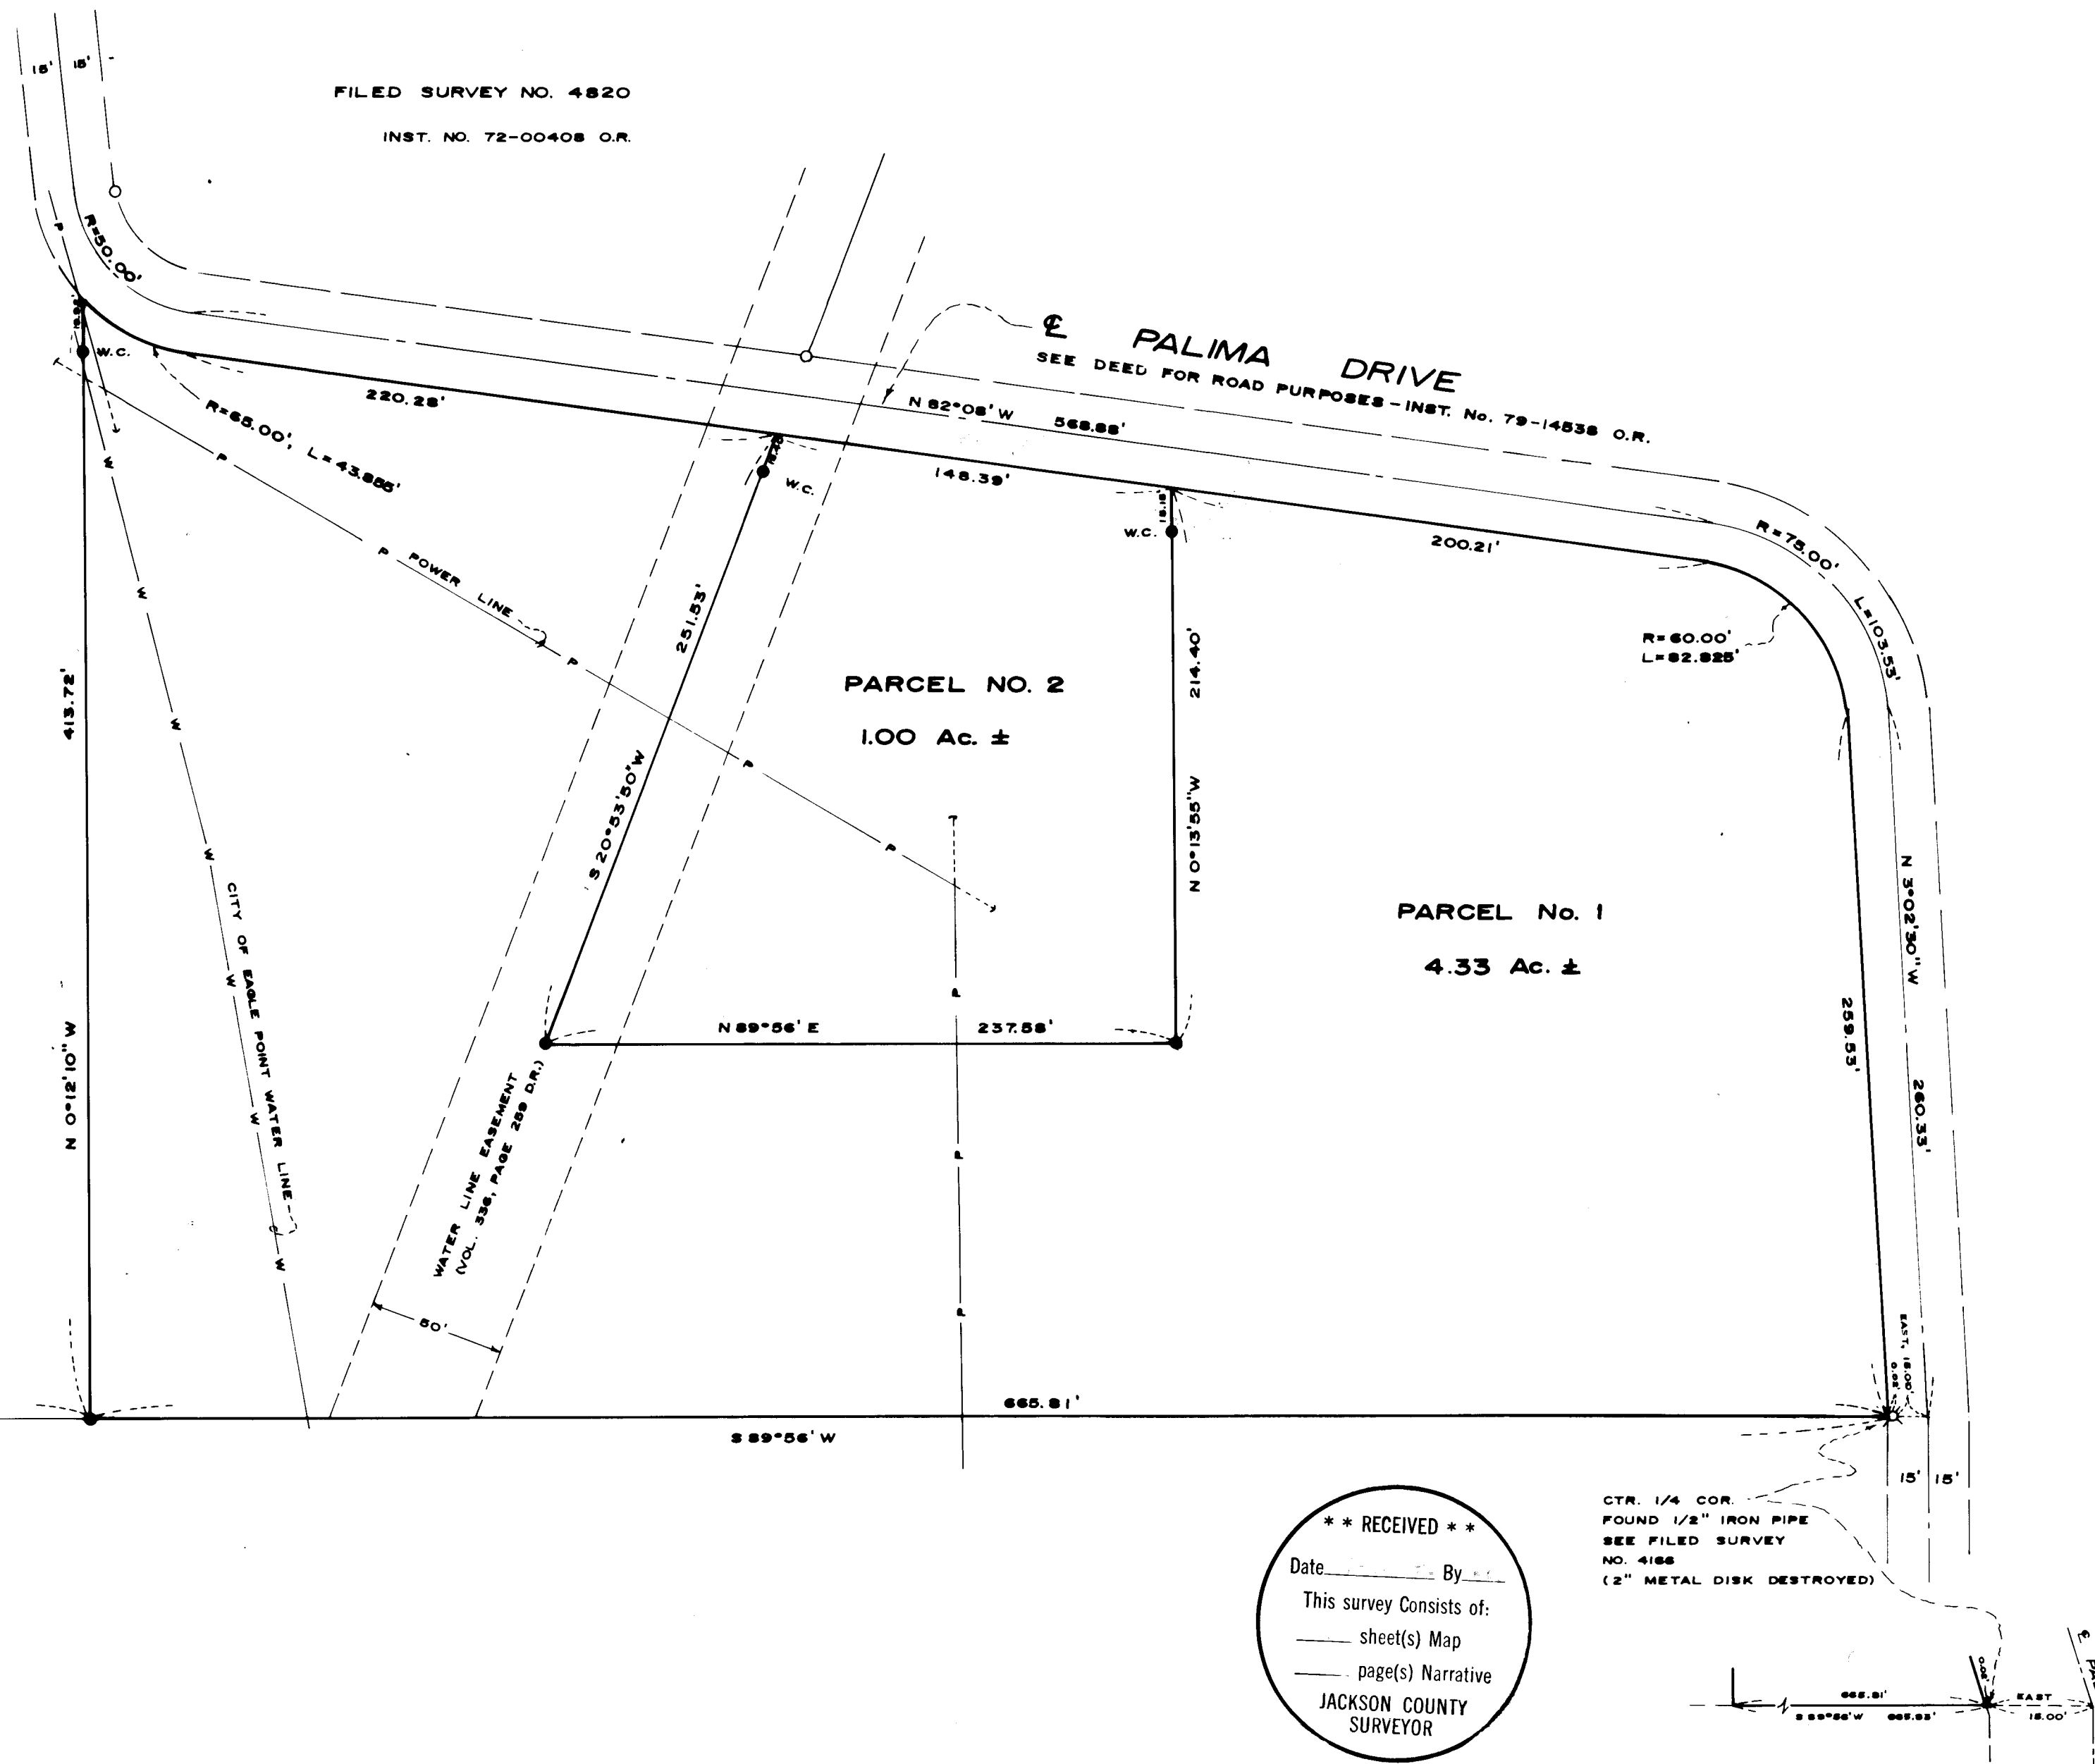 15' 15'
FILED SURVEY NO. 4820
INST. NO. 72-00408 O.R.
R=50.00'
P
W.C.
220.28'
R=65.00', L=43.855'
℄ PALIMA DRIVE
SEE DEED FOR ROAD PURPOSES - INST. No. 79-14538 O.R.
N 82°08' W 568.88'
W.C.
148.39'
15.15'
W.C.
200.21'
R=75.00'
L=103.53'
R=60.00'
L=82.825'
W
P
P
POWER LINE
P
W
251.53'
214.40'
PARCEL NO. 2
1.00 Ac. ±
413.72'
W
P
S 20°53'50"W
N 0°13'55"W
P
W
CITY OF EAGLE POINT WATER LINE
W
PARCEL No. 1
4.33 Ac. ±
N 3°02'30"W
259.53'
260.33'
P
N 89°56' E 237.58'
N 0°12'10" W
W
WATER LINE EASEMENT
(VOL. 336, PAGE 259 D.R.)
P
W
P
50'
EAST, 15.00'
665.81'
S 89°56' W
15' 15'
CTR. 1/4 COR.
FOUND 1/2" IRON PIPE
SEE FILED SURVEY
NO. 4166
(2" METAL DISK DESTROYED)
* * RECEIVED * *
Date By
This survey Consists of:
sheet(s) Map
page(s) Narrative
JACKSON COUNTY
SURVEYOR
665.81'
S 89°56'W
EAST
15.00'
℄